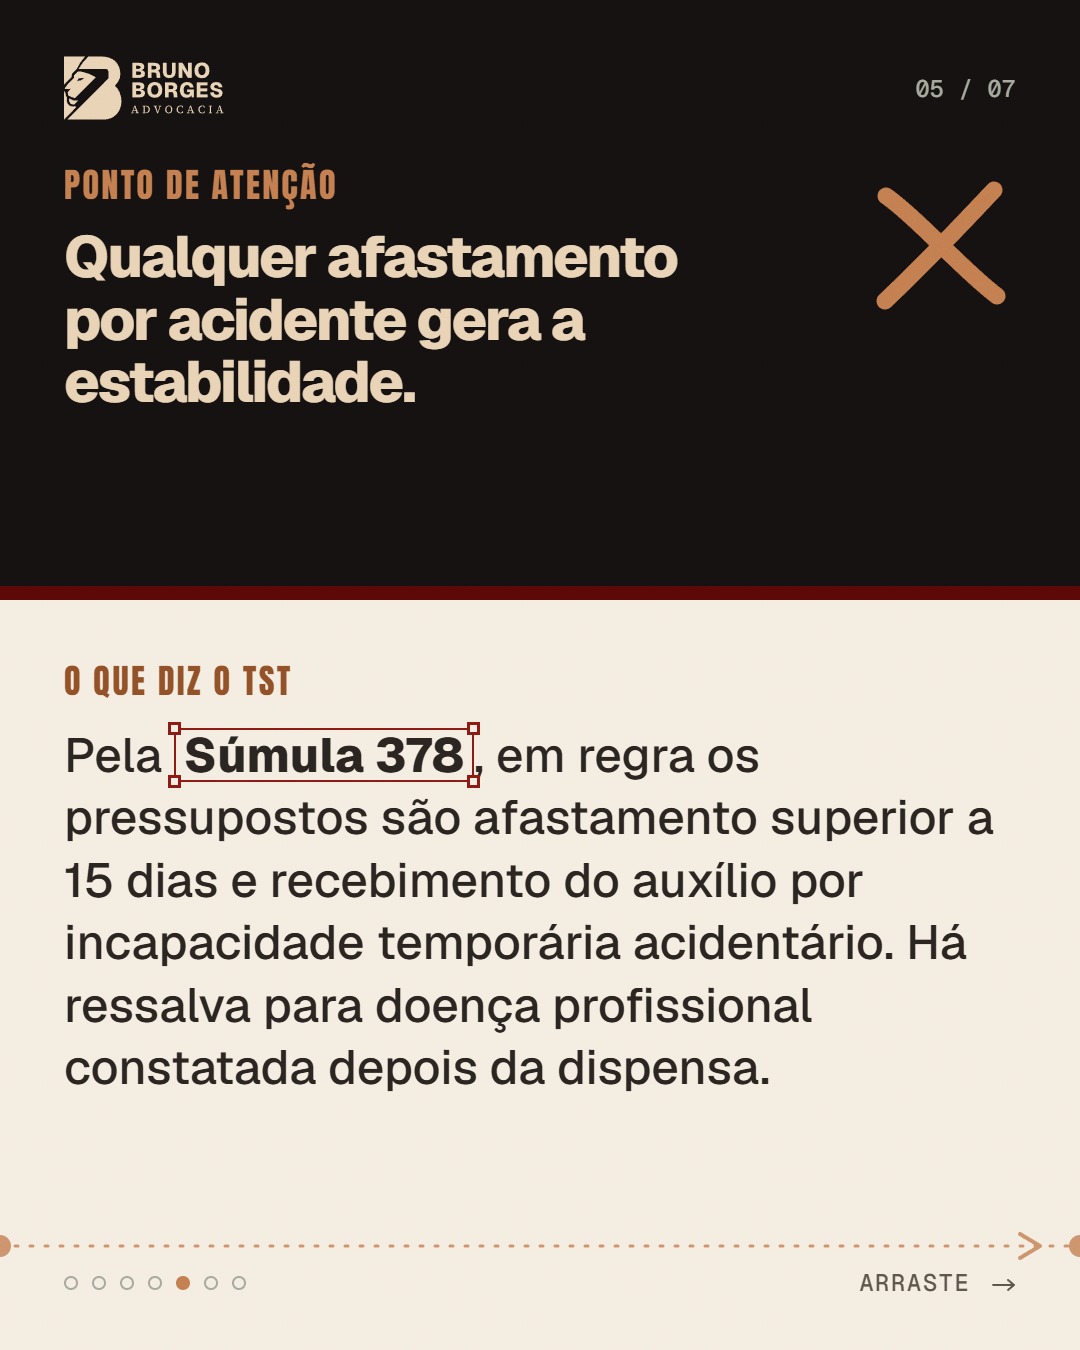 BRUNO
BORGES
ADVOCACIA
05 / 07
PONTO DE ATENÇÃO
Qualquer afastamento
por acidente gera a
estabilidade.
O QUE DIZ O TST
Pela Súmula 378, em regra os
pressupostos são afastamento superior a
15 dias e recebimento do auxílio por
incapacidade temporária acidentário. Há
ressalva para doença profissional
constatada depois da dispensa.
ARRASTE →